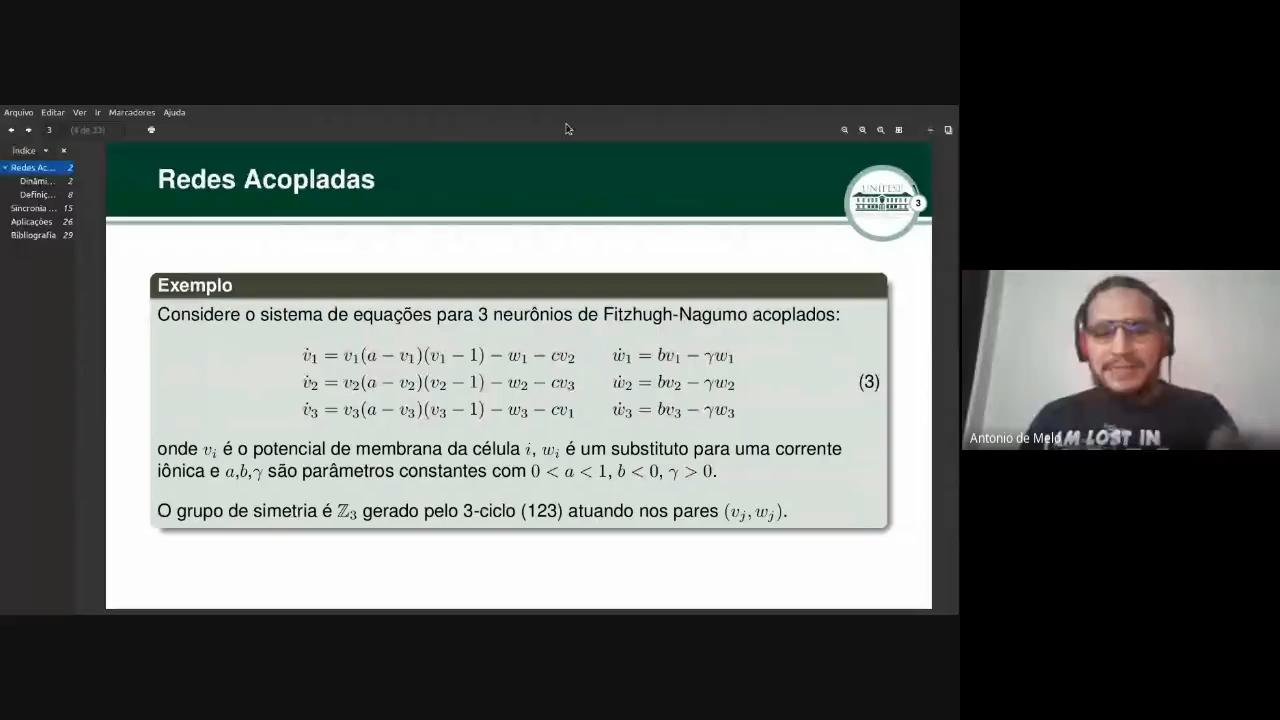 Arquivo Editar Ver Ir Marcadores Ajuda
3 (4 de 33)
Índice
Redes Ac... 2
Dinâmi... 2
Definiç... 8
Sincronia ... 15
Aplicações 26
Bibliografia 29
Redes Acopladas
UNIFESP
3
Exemplo
Considere o sistema de equações para 3 neurônios de Fitzhugh-Nagumo acoplados:
v̇₁ = v₁(a − v₁)(v₁ − 1) − w₁ − cv₂ ẇ₁ = bv₁ − γw₁
v̇₂ = v₂(a − v₂)(v₂ − 1) − w₂ − cv₃ ẇ₂ = bv₂ − γw₂ (3)
v̇₃ = v₃(a − v₃)(v₃ − 1) − w₃ − cv₁ ẇ₃ = bv₃ − γw₃
onde vᵢ é o potencial de membrana da célula i, wᵢ é um substituto para uma corrente
iônica e a,b,γ são parâmetros constantes com 0 < a < 1, b < 0, γ > 0.
O grupo de simetria é ℤ₃ gerado pelo 3-ciclo (123) atuando nos pares (vⱼ, wⱼ).
Antonio de Melo
I'M LOST IN